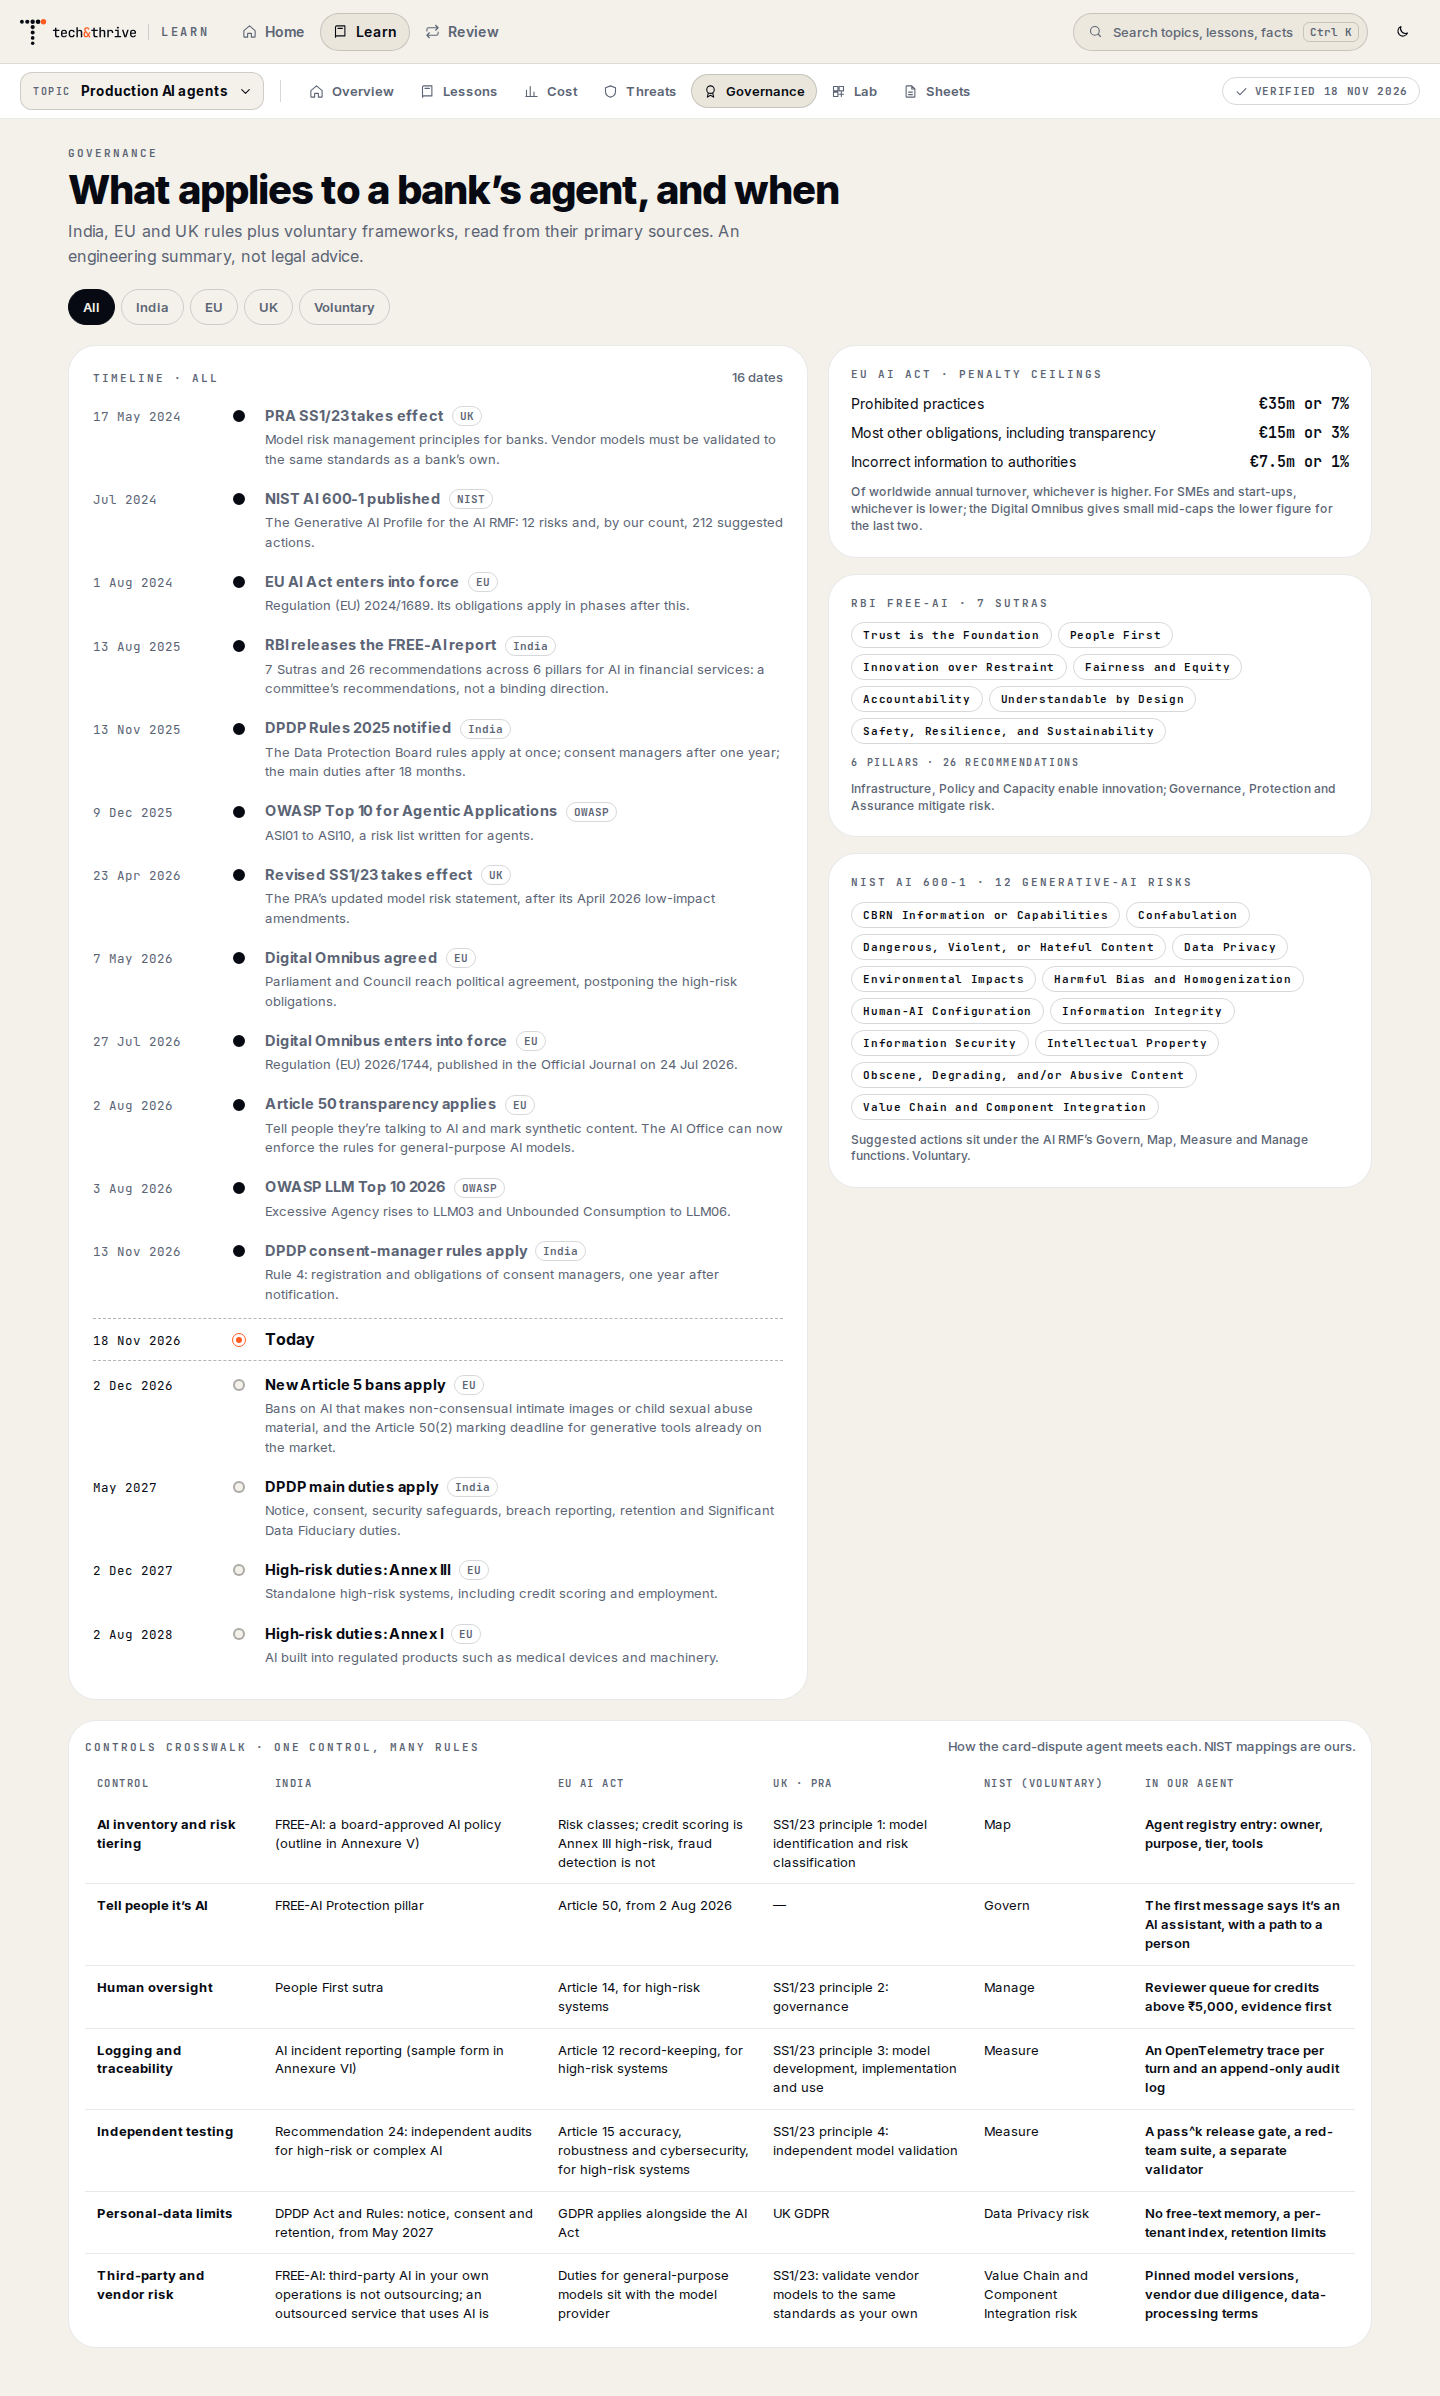 tech&thrive
LEARN
Home
Learn
Review
Search topics, lessons, facts
Ctrl K
TOPIC Production AI agents
Overview
Lessons
Cost
Threats
Governance
Lab
Sheets
VERIFIED 18 NOV 2026
GOVERNANCE
What applies to a bank’s agent, and when
India, EU and UK rules plus voluntary frameworks, read from their primary sources. An
engineering summary, not legal advice.
All
India
EU
UK
Voluntary
TIMELINE · ALL
16 dates
17 May 2024
PRA SS1/23 takes effect UK
Model risk management principles for banks. Vendor models must be validated to
the same standards as a bank’s own.
Jul 2024
NIST AI 600-1 published NIST
The Generative AI Profile for the AI RMF: 12 risks and, by our count, 212 suggested
actions.
1 Aug 2024
EU AI Act enters into force EU
Regulation (EU) 2024/1689. Its obligations apply in phases after this.
13 Aug 2025
RBI releases the FREE-AI report India
7 Sutras and 26 recommendations across 6 pillars for AI in financial services: a
committee’s recommendations, not a binding direction.
13 Nov 2025
DPDP Rules 2025 notified India
The Data Protection Board rules apply at once; consent managers after one year;
the main duties after 18 months.
9 Dec 2025
OWASP Top 10 for Agentic Applications OWASP
ASI01 to ASI10, a risk list written for agents.
23 Apr 2026
Revised SS1/23 takes effect UK
The PRA’s updated model risk statement, after its April 2026 low-impact
amendments.
7 May 2026
Digital Omnibus agreed EU
Parliament and Council reach political agreement, postponing the high-risk
obligations.
27 Jul 2026
Digital Omnibus enters into force EU
Regulation (EU) 2026/1744, published in the Official Journal on 24 Jul 2026.
2 Aug 2026
Article 50 transparency applies EU
Tell people they’re talking to AI and mark synthetic content. The AI Office can now
enforce the rules for general-purpose AI models.
3 Aug 2026
OWASP LLM Top 10 2026 OWASP
Excessive Agency rises to LLM03 and Unbounded Consumption to LLM06.
13 Nov 2026
DPDP consent-manager rules apply India
Rule 4: registration and obligations of consent managers, one year after
notification.
18 Nov 2026
Today
2 Dec 2026
New Article 5 bans apply EU
Bans on AI that makes non-consensual intimate images or child sexual abuse
material, and the Article 50(2) marking deadline for generative tools already on
the market.
May 2027
DPDP main duties apply India
Notice, consent, security safeguards, breach reporting, retention and Significant
Data Fiduciary duties.
2 Dec 2027
High-risk duties: Annex III EU
Standalone high-risk systems, including credit scoring and employment.
2 Aug 2028
High-risk duties: Annex I EU
AI built into regulated products such as medical devices and machinery.
EU AI ACT · PENALTY CEILINGS
Prohibited practices €35m or 7%
Most other obligations, including transparency €15m or 3%
Incorrect information to authorities €7.5m or 1%
Of worldwide annual turnover, whichever is higher. For SMEs and start-ups,
whichever is lower; the Digital Omnibus gives small mid-caps the lower figure for
the last two.
RBI FREE-AI · 7 SUTRAS
Trust is the Foundation
People First
Innovation over Restraint
Fairness and Equity
Accountability
Understandable by Design
Safety, Resilience, and Sustainability
6 PILLARS · 26 RECOMMENDATIONS
Infrastructure, Policy and Capacity enable innovation; Governance, Protection and
Assurance mitigate risk.
NIST AI 600-1 · 12 GENERATIVE-AI RISKS
CBRN Information or Capabilities
Confabulation
Dangerous, Violent, or Hateful Content
Data Privacy
Environmental Impacts
Harmful Bias and Homogenization
Human-AI Configuration
Information Integrity
Information Security
Intellectual Property
Obscene, Degrading, and/or Abusive Content
Value Chain and Component Integration
Suggested actions sit under the AI RMF’s Govern, Map, Measure and Manage
functions. Voluntary.
CONTROLS CROSSWALK · ONE CONTROL, MANY RULES
How the card-dispute agent meets each. NIST mappings are ours.
CONTROL
INDIA
EU AI ACT
UK · PRA
NIST (VOLUNTARY)
IN OUR AGENT
AI inventory and risk
tiering
FREE-AI: a board-approved AI policy
(outline in Annexure V)
Risk classes; credit scoring is
Annex III high-risk, fraud
detection is not
SS1/23 principle 1: model
identification and risk
classification
Map
Agent registry entry: owner,
purpose, tier, tools
Tell people it’s AI
FREE-AI Protection pillar
Article 50, from 2 Aug 2026
—
Govern
The first message says it’s an
AI assistant, with a path to a
person
Human oversight
People First sutra
Article 14, for high-risk
systems
SS1/23 principle 2:
governance
Manage
Reviewer queue for credits
above ₹5,000, evidence first
Logging and
traceability
AI incident reporting (sample form in
Annexure VI)
Article 12 record-keeping, for
high-risk systems
SS1/23 principle 3: model
development, implementation
and use
Measure
An OpenTelemetry trace per
turn and an append-only audit
log
Independent testing
Recommendation 24: independent audits
for high-risk or complex AI
Article 15 accuracy,
robustness and cybersecurity,
for high-risk systems
SS1/23 principle 4:
independent model validation
Measure
A pass^k release gate, a red-
team suite, a separate
validator
Personal-data limits
DPDP Act and Rules: notice, consent and
retention, from May 2027
GDPR applies alongside the AI
Act
UK GDPR
Data Privacy risk
No free-text memory, a per-
tenant index, retention limits
Third-party and
vendor risk
FREE-AI: third-party AI in your own
operations is not outsourcing; an
outsourced service that uses AI is
Duties for general-purpose
models sit with the model
provider
SS1/23: validate vendor
models to the same
standards as your own
Value Chain and
Component
Integration risk
Pinned model versions,
vendor due diligence, data-
processing terms